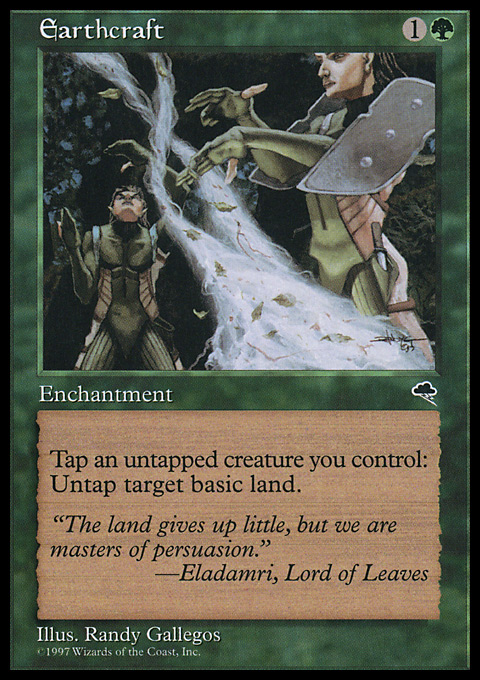 Earthcraft
1
Enchantment
Tap an untapped creature you control:
Untap target basic land.
“The land gives up little, but we are
masters of persuasion.”
—Eladamri, Lord of Leaves
Illus. Randy Gallegos
©1997 Wizards of the Coast, Inc.